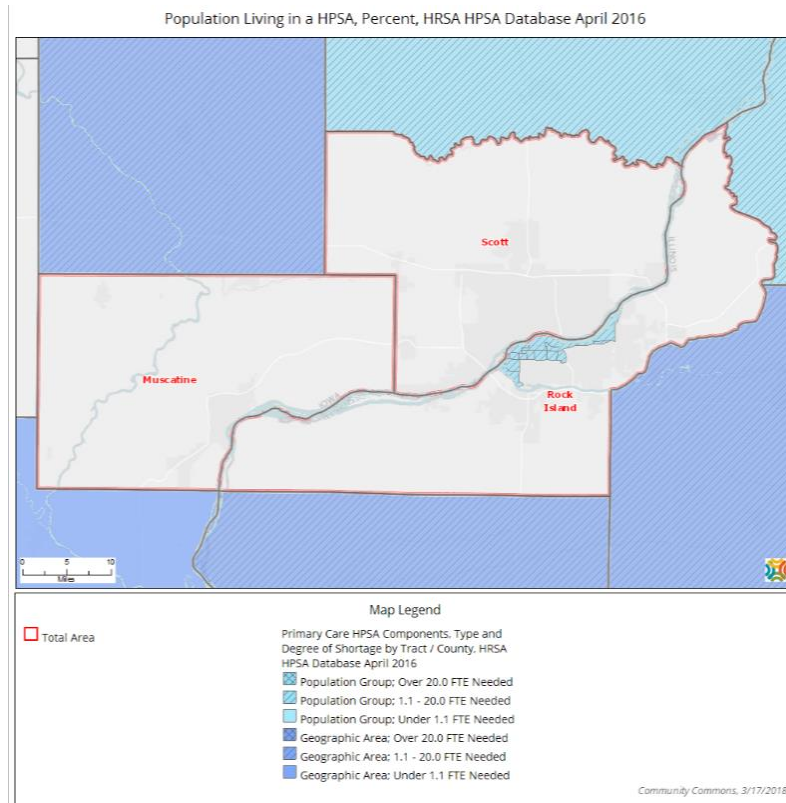 Population Living in a HPSA, Percent, HRSA HPSA Database April 2016
Scott
ILLINOIS
Muscatine
IOWA
Rock
Island
0 5 10
Miles
Map Legend
Total Area
Primary Care HPSA Components, Type and
Degree of Shortage by Tract / County, HRSA
HPSA Database April 2016
Population Group; Over 20.0 FTE Needed
Population Group; 1.1 - 20.0 FTE Needed
Population Group; Under 1.1 FTE Needed
Geographic Area; Over 20.0 FTE Needed
Geographic Area; 1.1 - 20.0 FTE Needed
Geographic Area; Under 1.1 FTE Needed
Community Commons, 3/17/2018